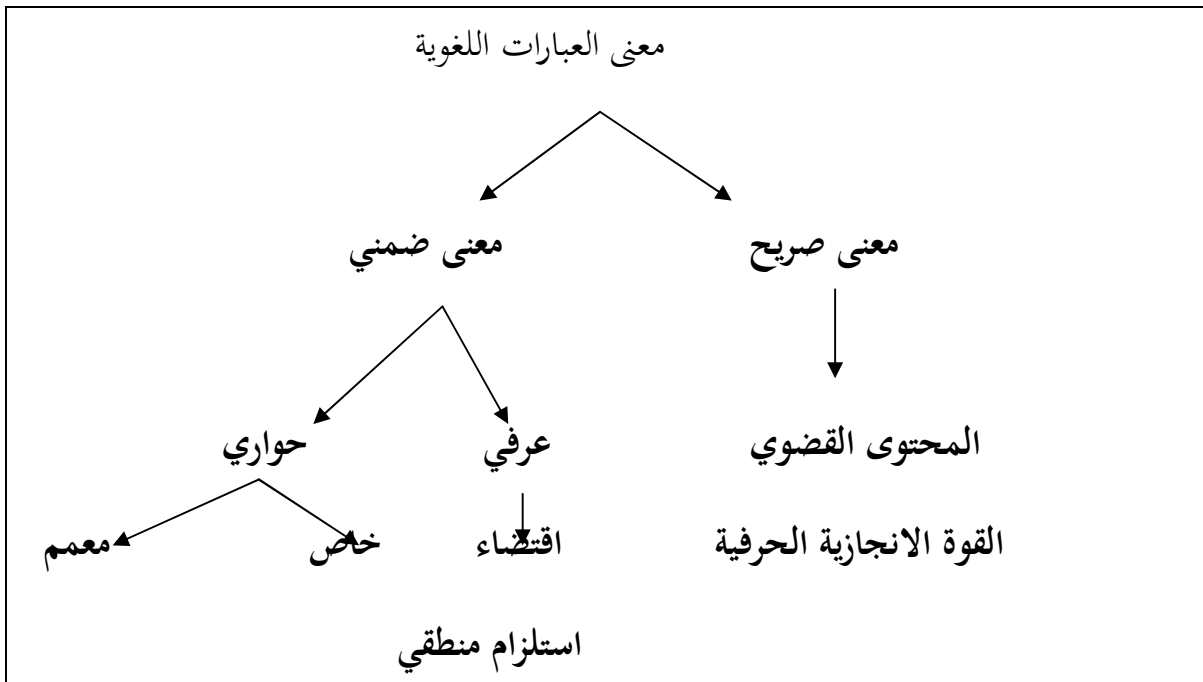 معنى العبارات اللغوية
معنى صريح معنى ضمني
المحتوى القضوي عرفي حواري
القوة الانجازية الحرفية اقتضاء خاص معمم
استلزام منطقي